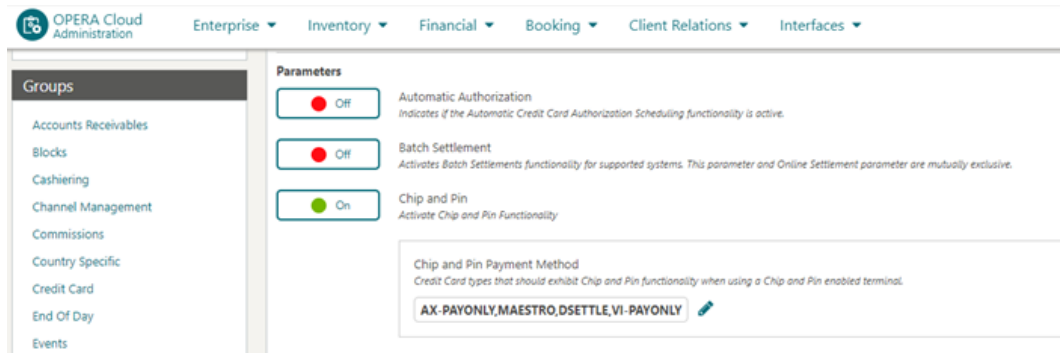 OPERA Cloud
Administration
Enterprise
Inventory
Financial
Booking
Client Relations
Interfaces
Groups
Accounts Receivables
Blocks
Cashiering
Channel Management
Commissions
Country Specific
Credit Card
End Of Day
Events
Parameters
Off
Automatic Authorization
Indicates if the Automatic Credit Card Authorization Scheduling functionality is active.
Off
Batch Settlement
Activates Batch Settlements functionality for supported systems. This parameter and Online Settlement parameter are mutually exclusive.
On
Chip and Pin
Activate Chip and Pin Functionality
Chip and Pin Payment Method
Credit Card types that should exhibit Chip and Pin functionality when using a Chip and Pin enabled terminal.
AX-PAYONLY,MAESTRO,DSETTLE,VI-PAYONLY